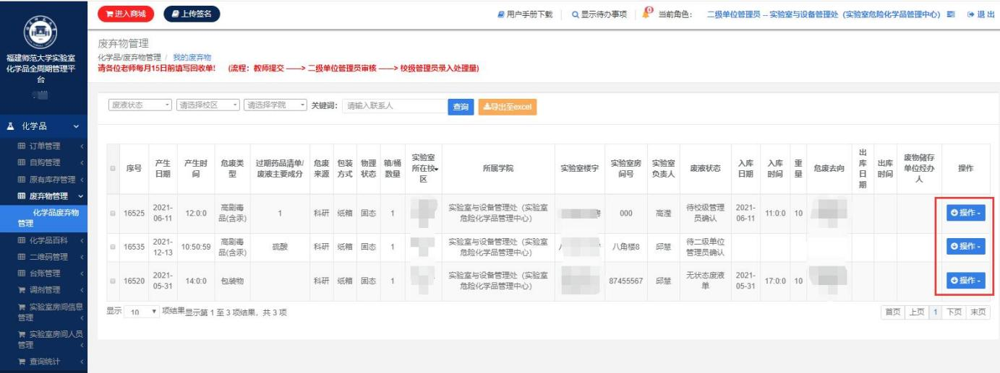 进入商城
上传签名
用户手册下载
显示待办事项
0
当前角色：
二级单位管理员 -- 实验室与设备管理处（实验室危险化学品管理中心）
退 出
福建师范大学实验室
化学品全周期管理平
台
废弃物管理
化学品/废弃物管理 / 我的废弃物
请各位老师每月15日前填写回收单! (流程：教师提交 ——> 二级单位管理员审核 ——> 校级管理员录入处理量)
废液状态
请选择校区
请选择学院
关键词：
请输入联系人
查询
导出至excel
化学品
订单管理
自购管理
原有库存管理
废弃物管理
化学品废弃物
管理
化学品百科
二维码管理
台账管理
调剂管理
实验室房间信息
管理
实验室房间人员
管理
查询统计
序号
产生
日期
产生时
间
危废类
型
过期药品清单/
废液主要成分
危废
来源
包装
方式
物理
状态
箱/桶
数量
实验室
所在校
区
所属学院
实验室楼宇
实验室房
间号
实验室
负责人
废液状态
入库
日期
入库
时间
重
量
危废去向
出
库
日
期
出库
时间
废物储存
单位经办
人
操作
16525
2021-
06-11
12:0:0
高剧毒
品(含汞)
1
科研
纸箱
固态
1
实验室与设备管理处（实验室
危险化学品管理中心）
000
高滢
待校级管理
员确认
2021-
06-11
11:0:0
10
操作
16535
2021-
12-13
10:50:59
高剧毒
品(含汞)
硫酸
科研
纸箱
固态
1
实验室与设备管理处（实验室
危险化学品管理中心）
八角楼8
邱慧
待二级单位
管理员确认
操作
16520
2021-
05-31
14:0:0
包装物
科研
纸箱
固态
1
实验室与设备管理处（实验室
危险化学品管理中心）
87455567
邱慧
无状态废液
单
2021-
05-31
17:0:0
10
操作
显示 10 项结果显示第 1 至 3 项结果，共 3 项
首页 上页 1 下页 末页